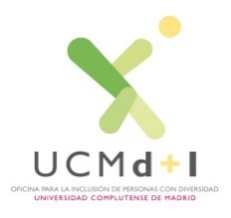 UCMd+I
OFICINA PARA LA INCLUSIÓN DE PERSONAS CON DIVERSIDAD
UNIVERSIDAD COMPLUTENSE DE MADRID